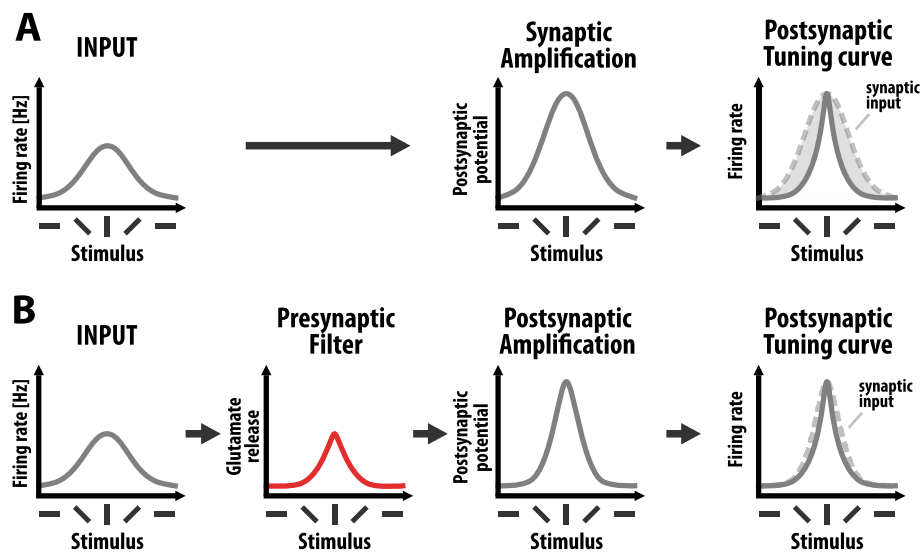 A
INPUT
Firing rate [Hz]
Stimulus
Synaptic
Amplification
Postsynaptic
potential
Stimulus
Postsynaptic
Tuning curve
synaptic
input
Firing rate
Stimulus
B
INPUT
Firing rate [Hz]
Stimulus
Presynaptic
Filter
Glutamate
release
Stimulus
Postsynaptic
Amplification
Postsynaptic
potential
Stimulus
Postsynaptic
Tuning curve
synaptic
input
Firing rate
Stimulus